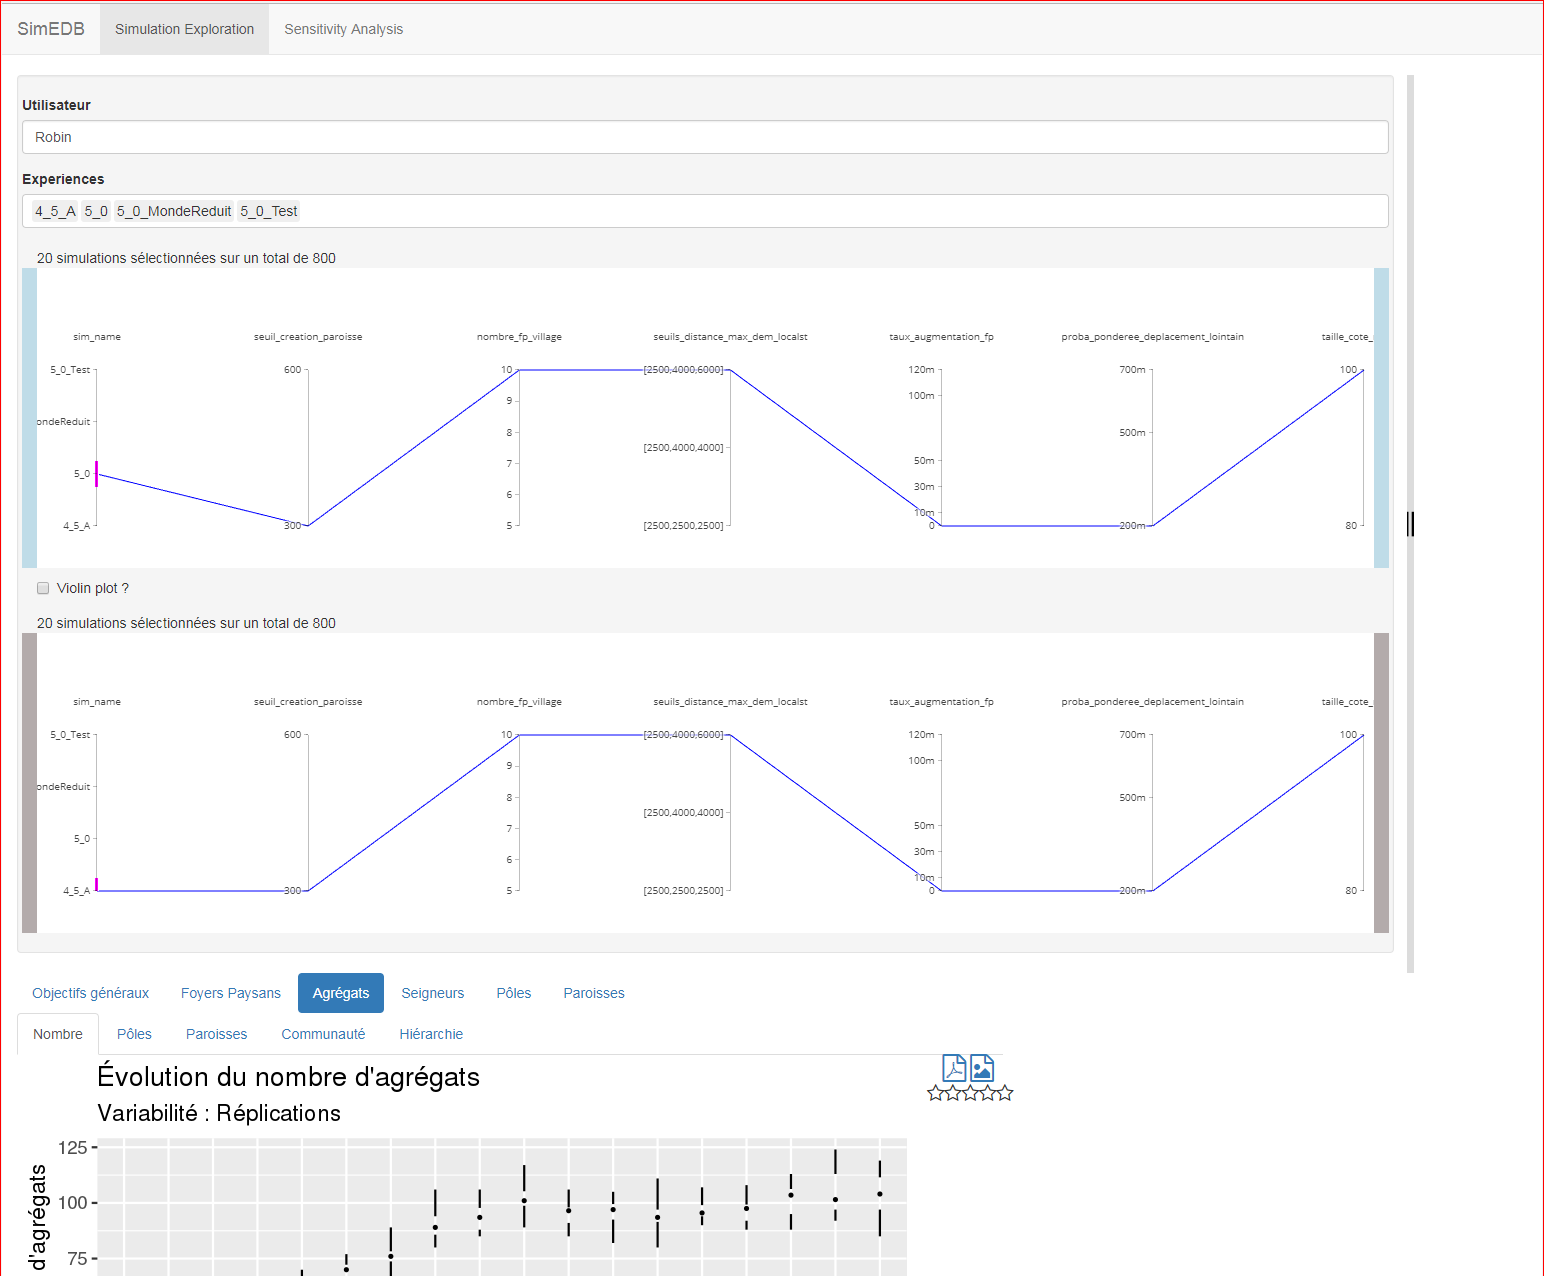 SimEDB Simulation Exploration Sensitivity Analysis
Utilisateur
Robin
Experiences
4_5_A 5_0 5_0_MondeReduit 5_0_Test
20 simulations sélectionnées sur un total de 800
sim_name seuil_creation_paroisse nombre_fp_village seuils_distance_max_dem_localst taux_augmentation_fp proba_ponderee_deplacement_lointain taille_cote_
5_0_Test 600 10 [2500,4000,6000] 120m 700m 100
100m
9
ondeReduit
8 500m
[2500,4000,4000]
7 50m
5_0
6 30m
10m
4_5_A 300 5 [2500,2500,2500] 0 200m 80
Violin plot ?
20 simulations sélectionnées sur un total de 800
sim_name seuil_creation_paroisse nombre_fp_village seuils_distance_max_dem_localst taux_augmentation_fp proba_ponderee_deplacement_lointain taille_cote_
5_0_Test 600 10 [2500,4000,6000] 120m 700m 100
100m
9
ondeReduit
8 500m
[2500,4000,4000]
7 50m
5_0
6 30m
10m
4_5_A 300 5 [2500,2500,2500] 0 200m 80
Objectifs généraux Foyers Paysans Agrégats Seigneurs Pôles Paroisses
Nombre Pôles Paroisses Communauté Hiérarchie
Évolution du nombre d'agrégats
Variabilité : Réplications
125
100
75
d'agrégats